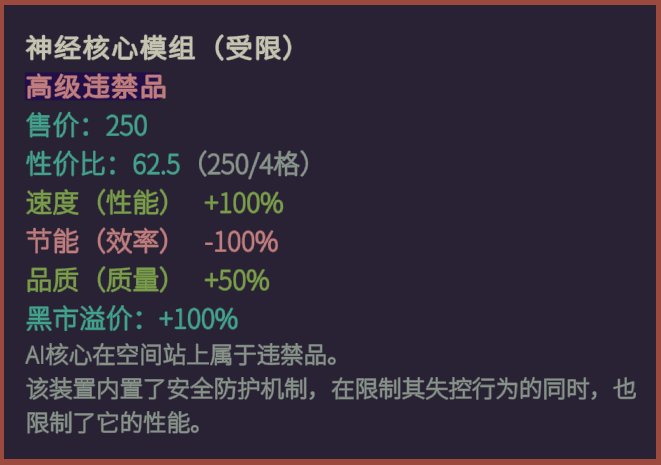 神经核心模组（受限）
高级违禁品
售价：250
性价比：62.5（250/4格）
速度（性能） +100%
节能（效率） -100%
品质（质量） +50%
黑市溢价：+100%
AI核心在空间站上属于违禁品。
该装置内置了安全防护机制，在限制其失控行为的同时，也
限制了它的性能。